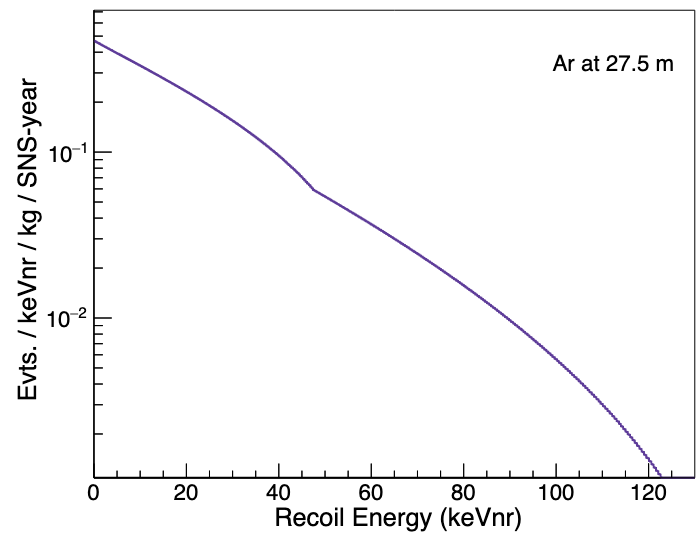 Ar at 27.5 m
Evts. / keVnr / kg / SNS-year
10⁻¹
10⁻²
0 20 40 60 80 100 120
Recoil Energy (keVnr)